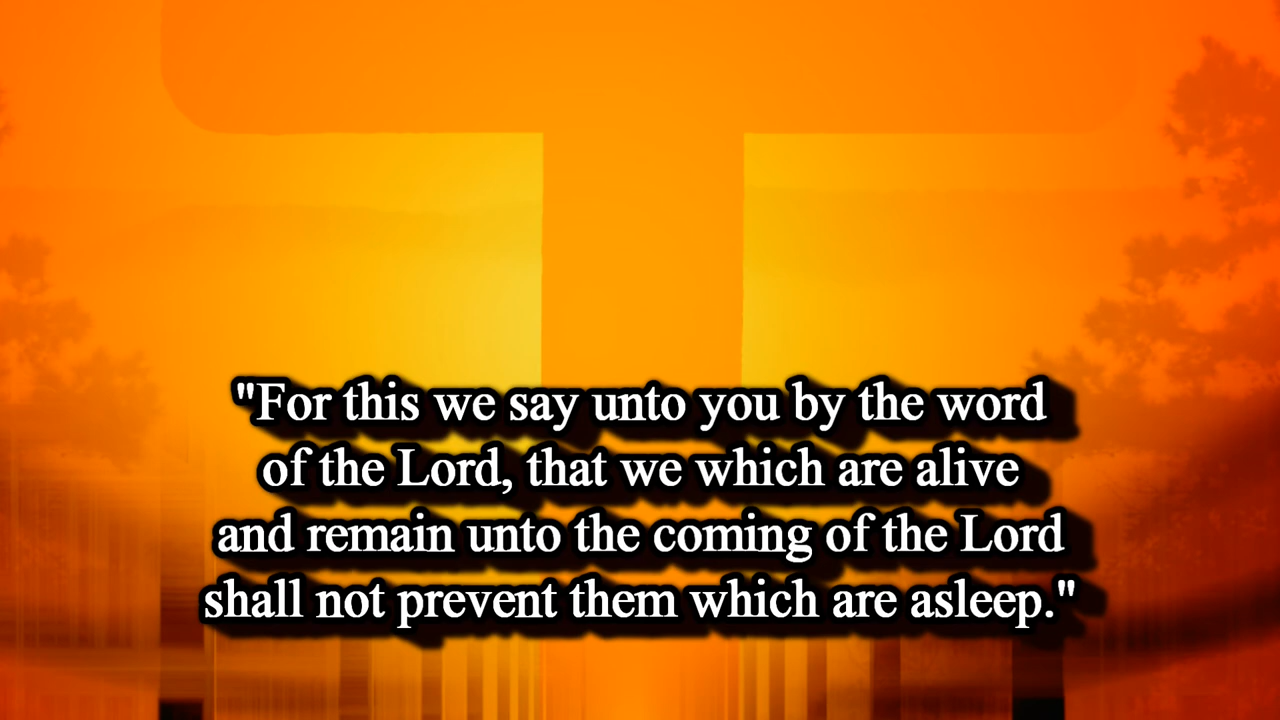 "For this we say unto you by the word
of the Lord, that we which are alive
and remain unto the coming of the Lord
shall not prevent them which are asleep."